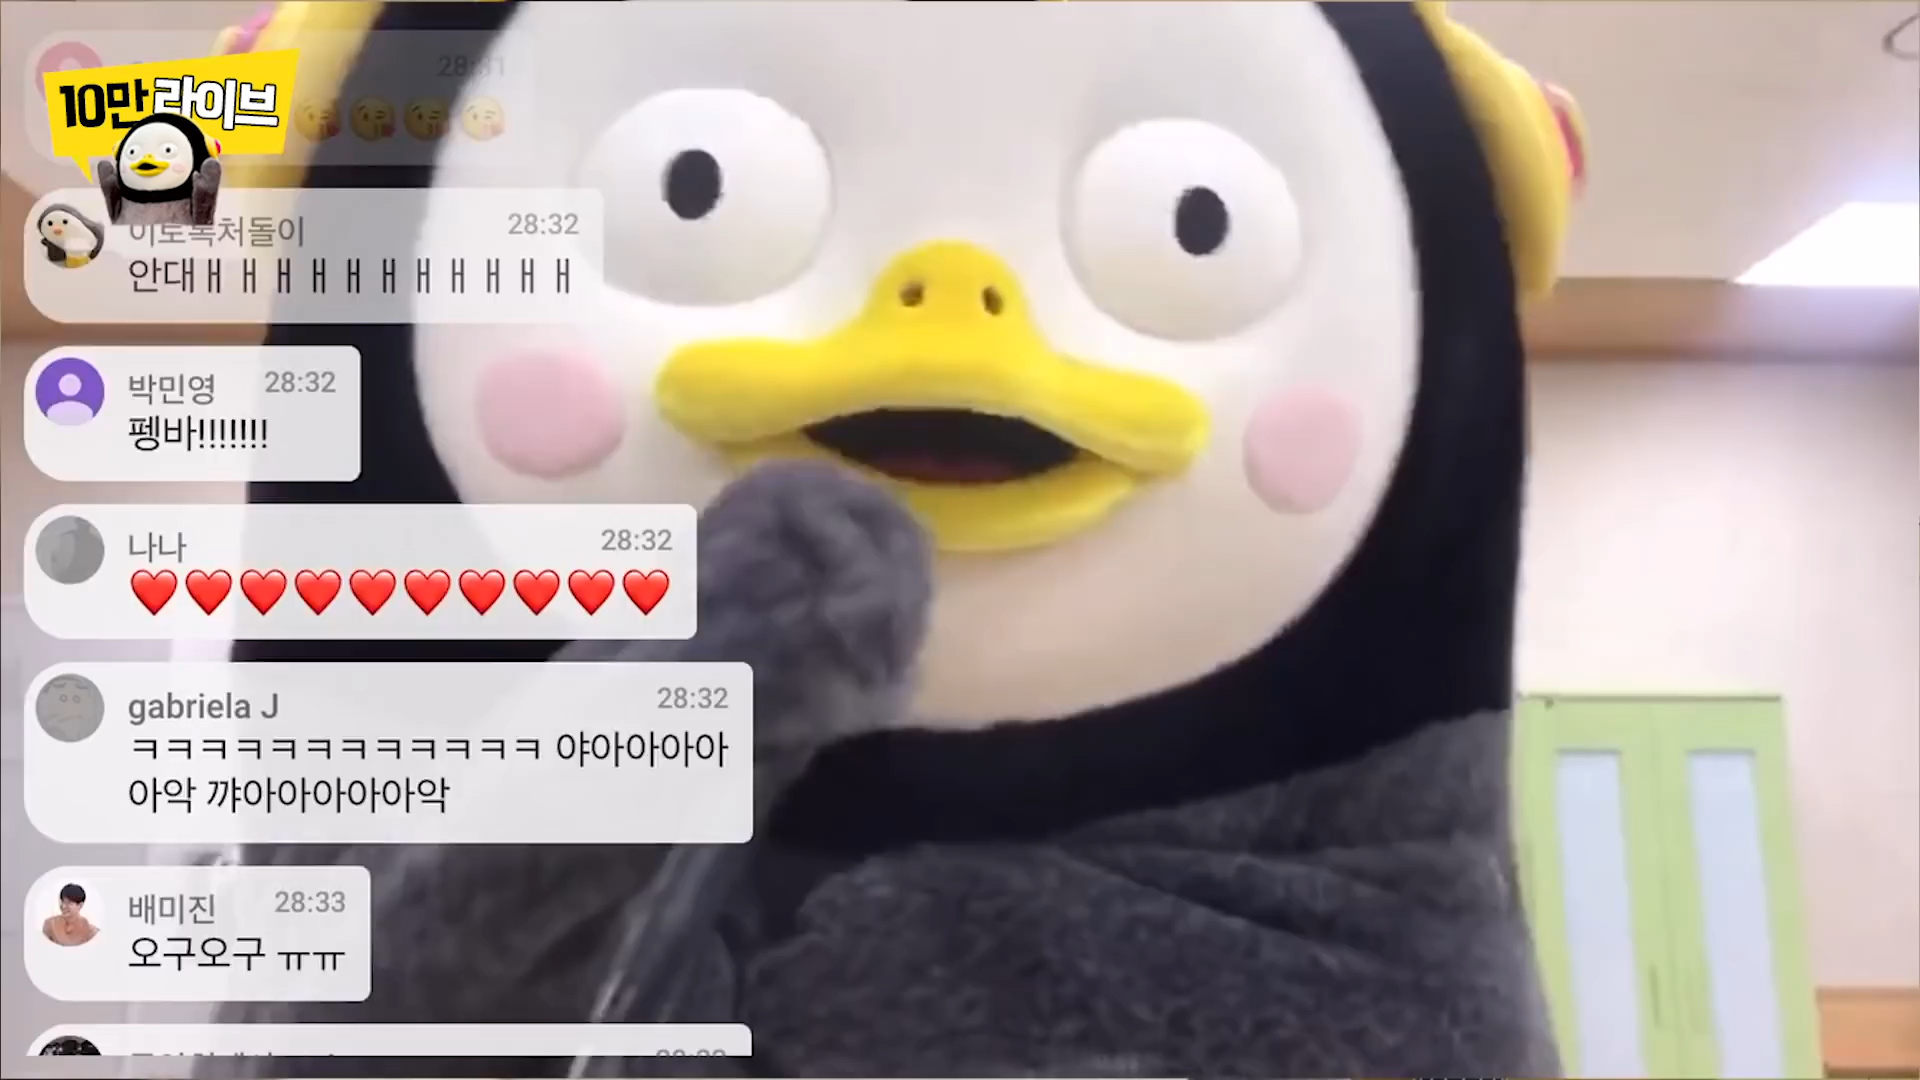 28:31
10만 라이브
😘😘😘😘
28:32
안대ㅐㅐㅐㅐㅐㅐㅐㅐㅐㅐㅐ
박민영 28:32
펭바!!!!!!!
나나 28:32
❤️❤️❤️❤️❤️❤️❤️❤️❤️❤️
gabriela J 28:32
ㅋㅋㅋㅋㅋㅋㅋㅋㅋㅋㅋㅋ 야아아아아
아악 꺄아아아아아악
배미진 28:33
오구오구 ㅠㅠ